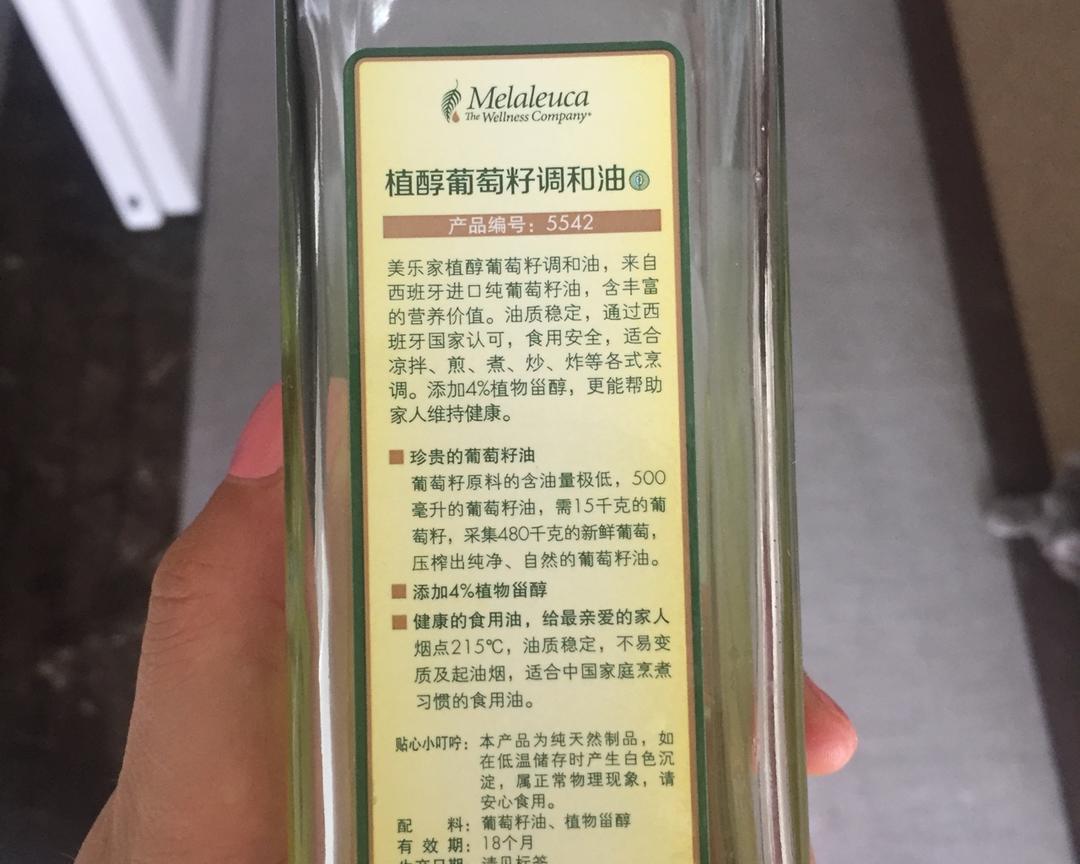 Melaleuca
The Wellness Company
植醇葡萄籽调和油
产品编号：5542
美乐家植醇葡萄籽调和油，来自
西班牙进口纯葡萄籽油，含丰富
的营养价值。油质稳定，通过西
班牙国家认可，食用安全，适合
凉拌、煎、煮、炒、炸等各式烹
调。添加4%植物甾醇，更能帮助
家人维持健康。
■ 珍贵的葡萄籽油
葡萄籽原料的含油量极低，500
毫升的葡萄籽油，需15千克的葡
萄籽，采集480千克的新鲜葡萄，
压榨出纯净、自然的葡萄籽油。
■ 添加4%植物甾醇
■ 健康的食用油，给最亲爱的家人
烟点215℃，油质稳定，不易变
质及起油烟，适合中国家庭烹煮
习惯的食用油。
贴心小叮咛：本产品为纯天然制品，如
在低温储存时产生白色沉
淀，属正常物理现象，请
安心食用。
配 料：葡萄籽油、植物甾醇
有 效 期：18个月
生产日期：请见标签